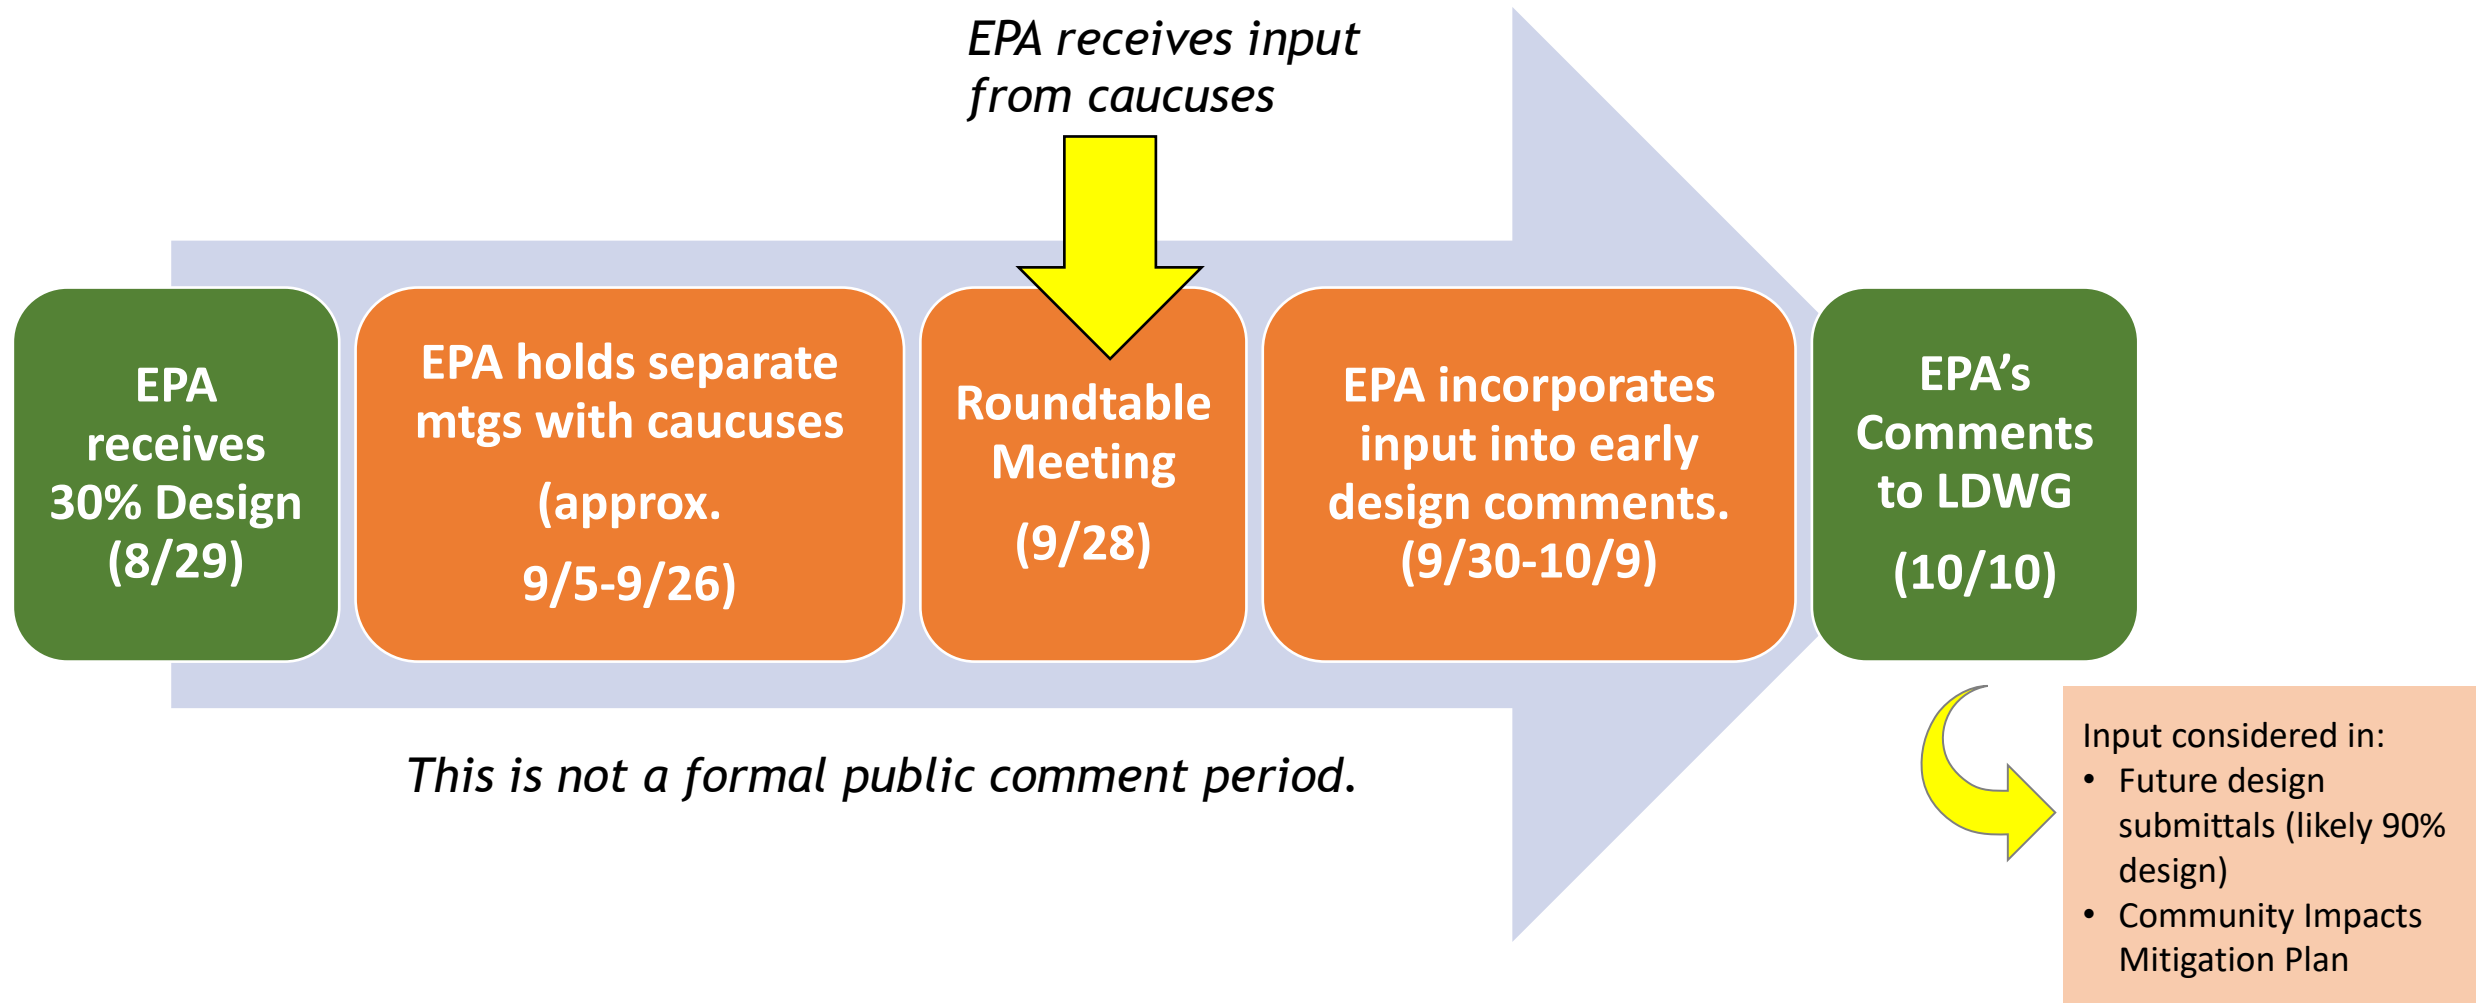 EPA receives input
from caucuses
EPA
receives
30% Design
(8/29)
EPA holds separate
mtgs with caucuses
(approx.
9/5-9/26)
Roundtable
Meeting
(9/28)
EPA incorporates
input into early
design comments.
(9/30-10/9)
EPA’s
Comments
to LDWG
(10/10)
This is not a formal public comment period.
Input considered in:
• Future design
submittals (likely 90%
design)
• Community Impacts
Mitigation Plan